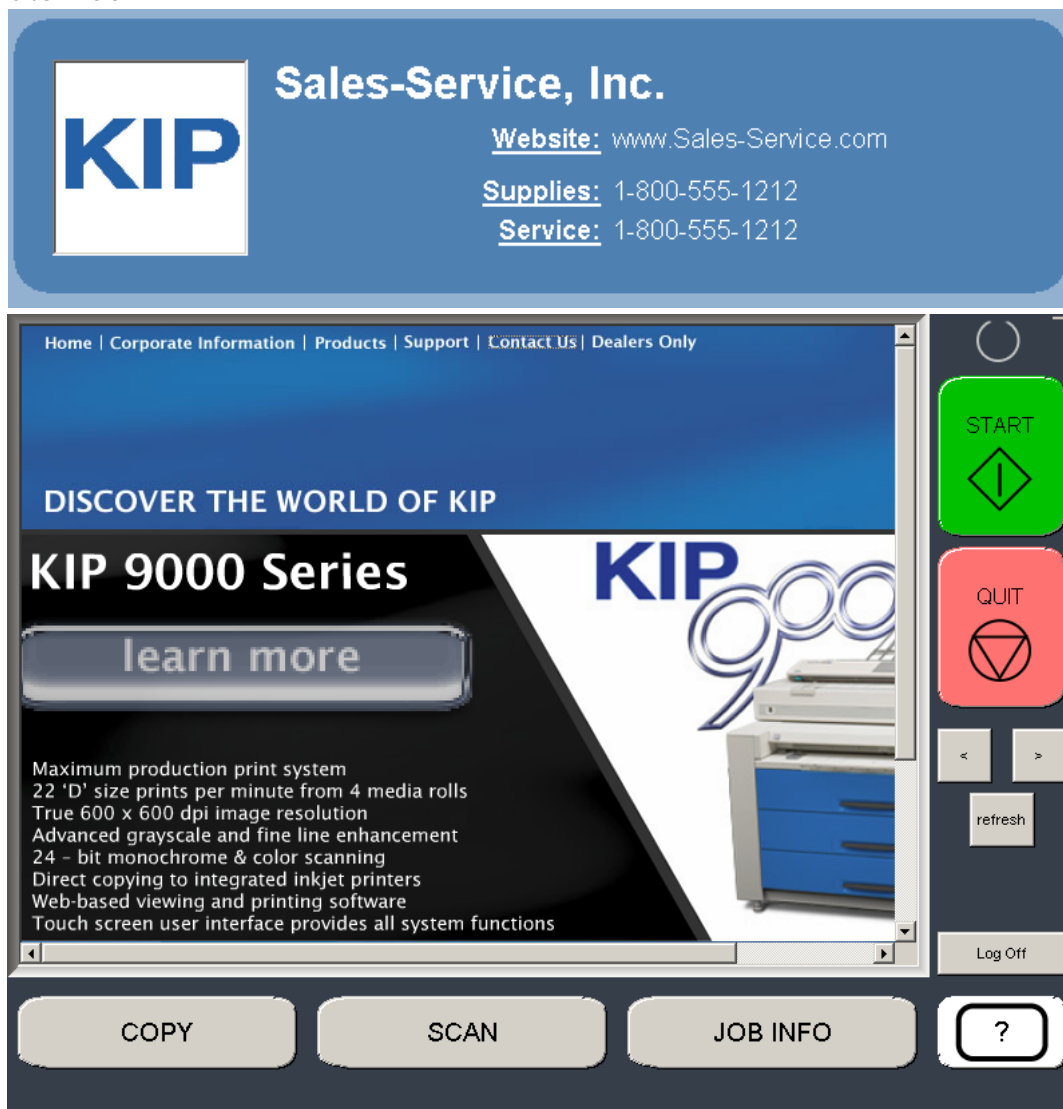 KIP
Sales-Service, Inc.
Website: www.Sales-Service.com
Supplies: 1-800-555-1212
Service: 1-800-555-1212
Home | Corporate Information | Products | Support | Contact Us | Dealers Only
DISCOVER THE WORLD OF KIP
KIP 9000 Series
learn more
KIP
900
Maximum production print system
22 ‘D’ size prints per minute from 4 media rolls
True 600 x 600 dpi image resolution
Advanced grayscale and fine line enhancement
24 – bit monochrome & color scanning
Direct copying to integrated inkjet printers
Web-based viewing and printing software
Touch screen user interface provides all system functions
START
QUIT
< >
refresh
Log Off
COPY SCAN JOB INFO ?